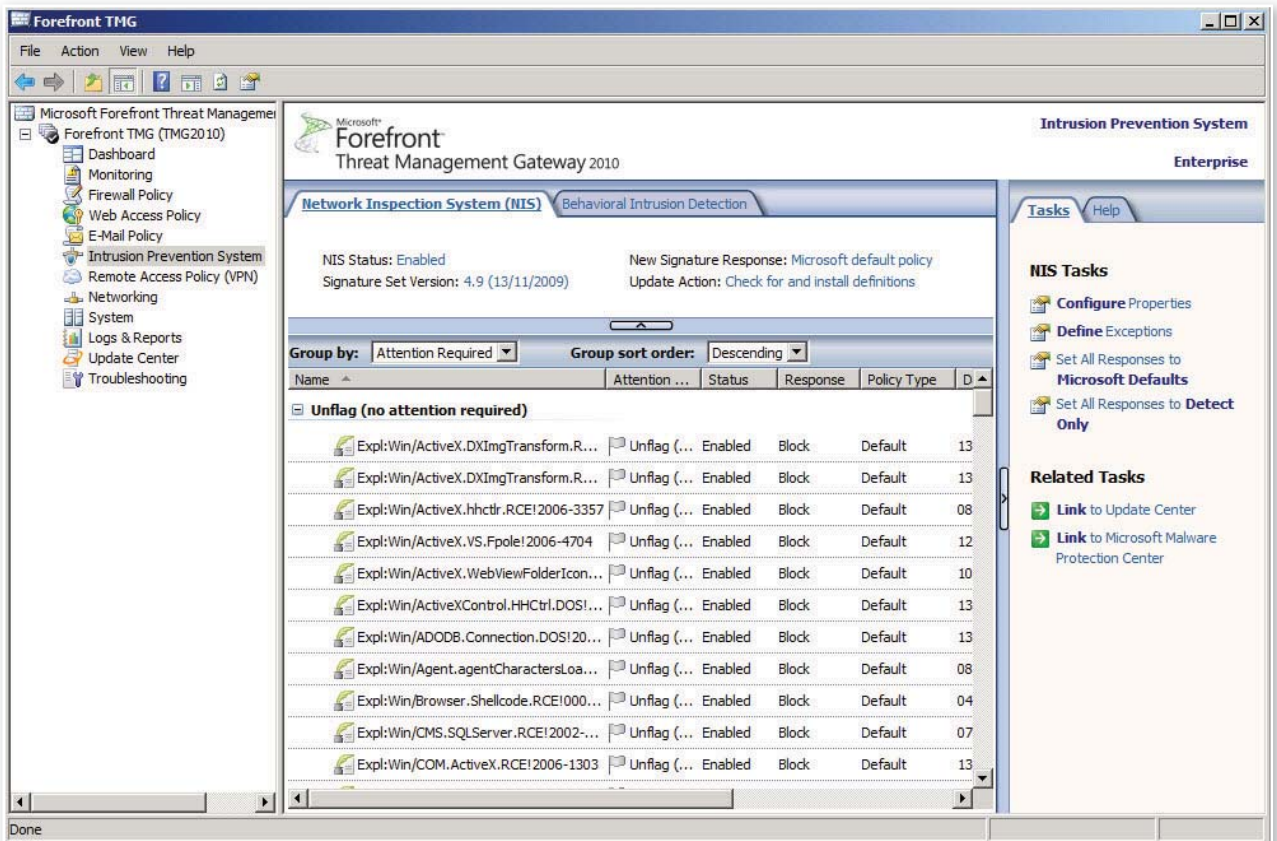 Forefront TMG
File Action View Help
Microsoft Forefront Threat Managemer
Forefront TMG (TMG2010)
Dashboard
Monitoring
Firewall Policy
Web Access Policy
E-Mail Policy
Intrusion Prevention System
Remote Access Policy (VPN)
Networking
System
Logs & Reports
Update Center
Troubleshooting
Microsoft
Forefront
Threat Management Gateway 2010
Intrusion Prevention System
Enterprise
Network Inspection System (NIS) Behavioral Intrusion Detection
NIS Status: Enabled New Signature Response: Microsoft default policy
Signature Set Version: 4.9 (13/11/2009) Update Action: Check for and install definitions
Group by: Attention Required Group sort order: Descending
Name Attention ... Status Response Policy Type D
Unflag (no attention required)
Expl:Win/ActiveX.DXImgTransform.R... Unflag (... Enabled Block Default 13
Expl:Win/ActiveX.DXImgTransform.R... Unflag (... Enabled Block Default 13
Expl:Win/ActiveX.hhctlr.RCE!2006-3357 Unflag (... Enabled Block Default 08
Expl:Win/ActiveX.VS.Fpole!2006-4704 Unflag (... Enabled Block Default 12
Expl:Win/ActiveX.WebViewFolderIcon... Unflag (... Enabled Block Default 10
Expl:Win/ActiveXControl.HHCtrl.DOS!... Unflag (... Enabled Block Default 13
Expl:Win/ADODB.Connection.DOS!20... Unflag (... Enabled Block Default 13
Expl:Win/Agent.agentCharactersLoa... Unflag (... Enabled Block Default 08
Expl:Win/Browser.Shellcode.RCE!000... Unflag (... Enabled Block Default 04
Expl:Win/CMS.SQLServer.RCE!2002-... Unflag (... Enabled Block Default 07
Expl:Win/COM.ActiveX.RCE!2006-1303 Unflag (... Enabled Block Default 13
Tasks Help
NIS Tasks
Configure Properties
Define Exceptions
Set All Responses to
Microsoft Defaults
Set All Responses to Detect
Only
Related Tasks
Link to Update Center
Link to Microsoft Malware
Protection Center
Done